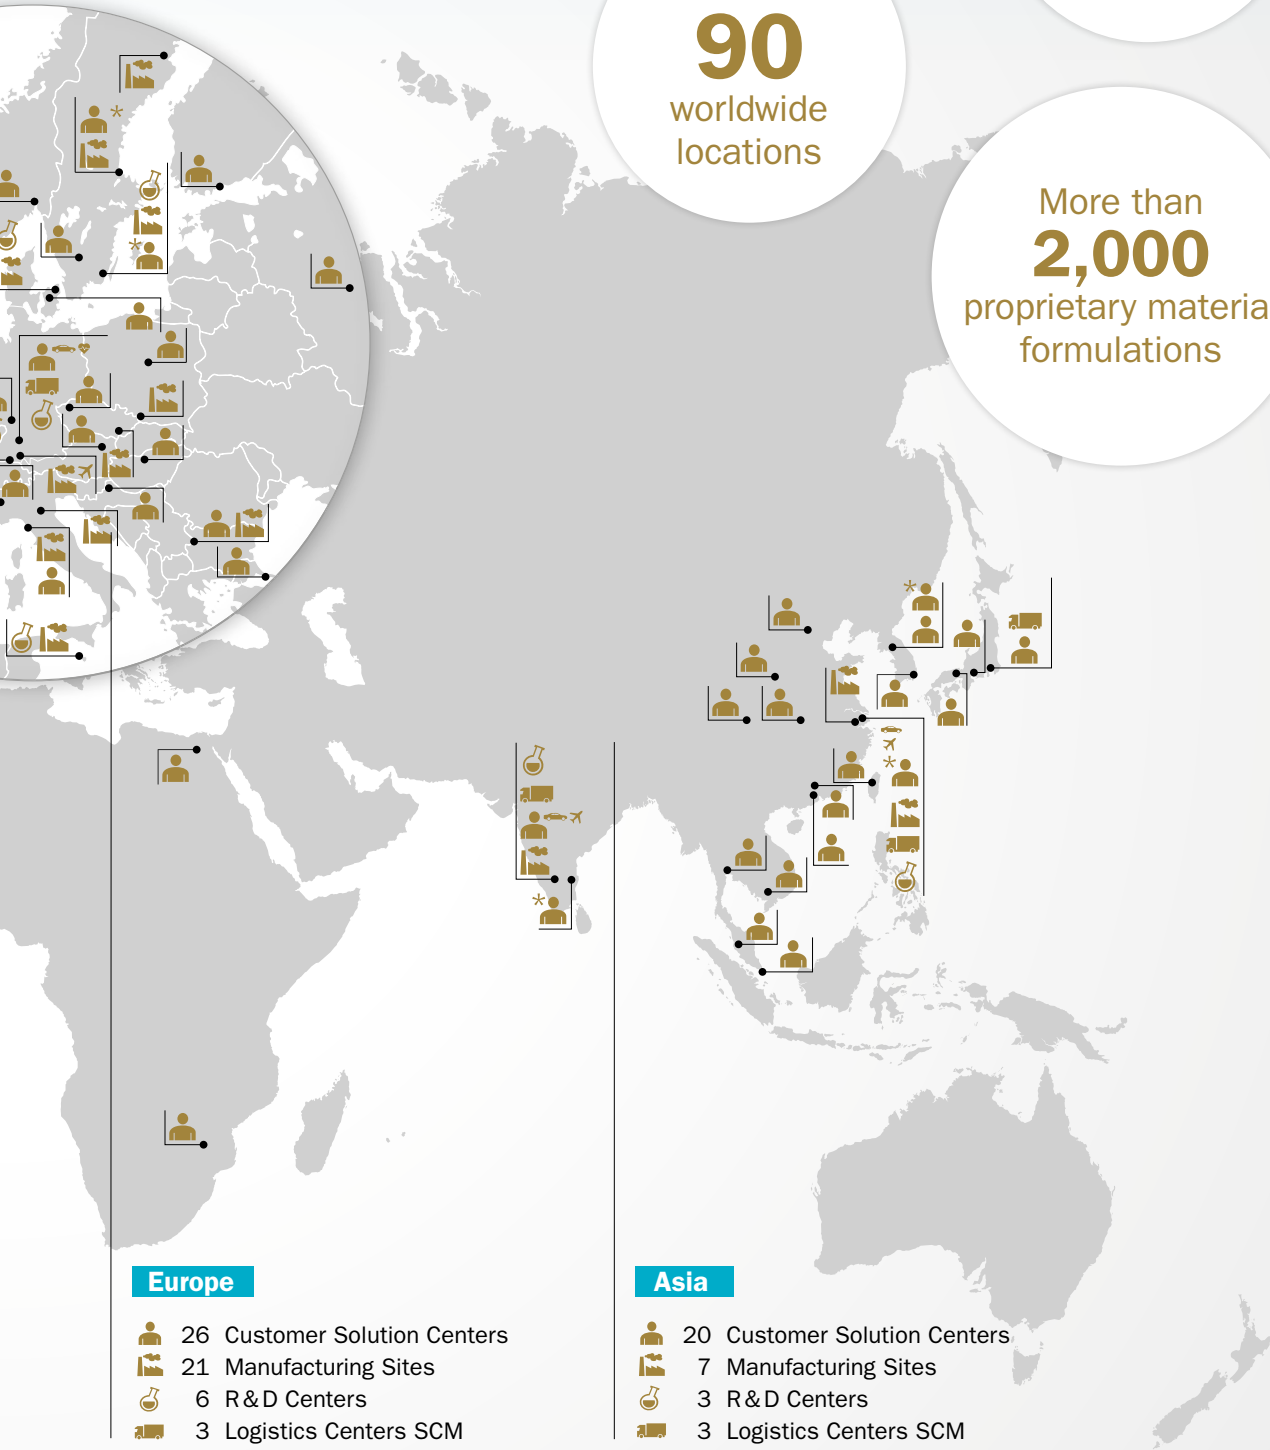 90
worldwide
locations
More than
2,000
proprietary materia
formulations
*
*
*
*
*
*
Europe
26 Customer Solution Centers
21 Manufacturing Sites
6 R&D Centers
3 Logistics Centers SCM
Asia
20 Customer Solution Centers
7 Manufacturing Sites
3 R&D Centers
3 Logistics Centers SCM